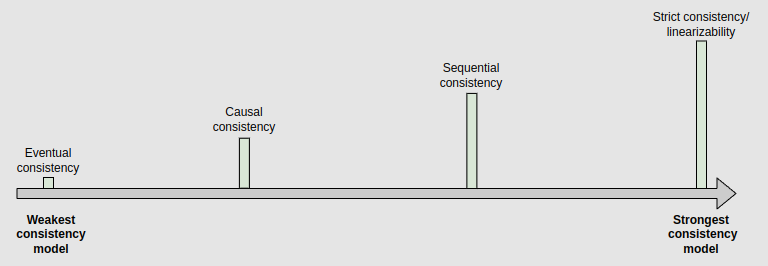 Strict consistency/
linearizability
Sequential
consistency
Causal
consistency
Eventual
consistency
Weakest
consistency
model
Strongest
consistency
model